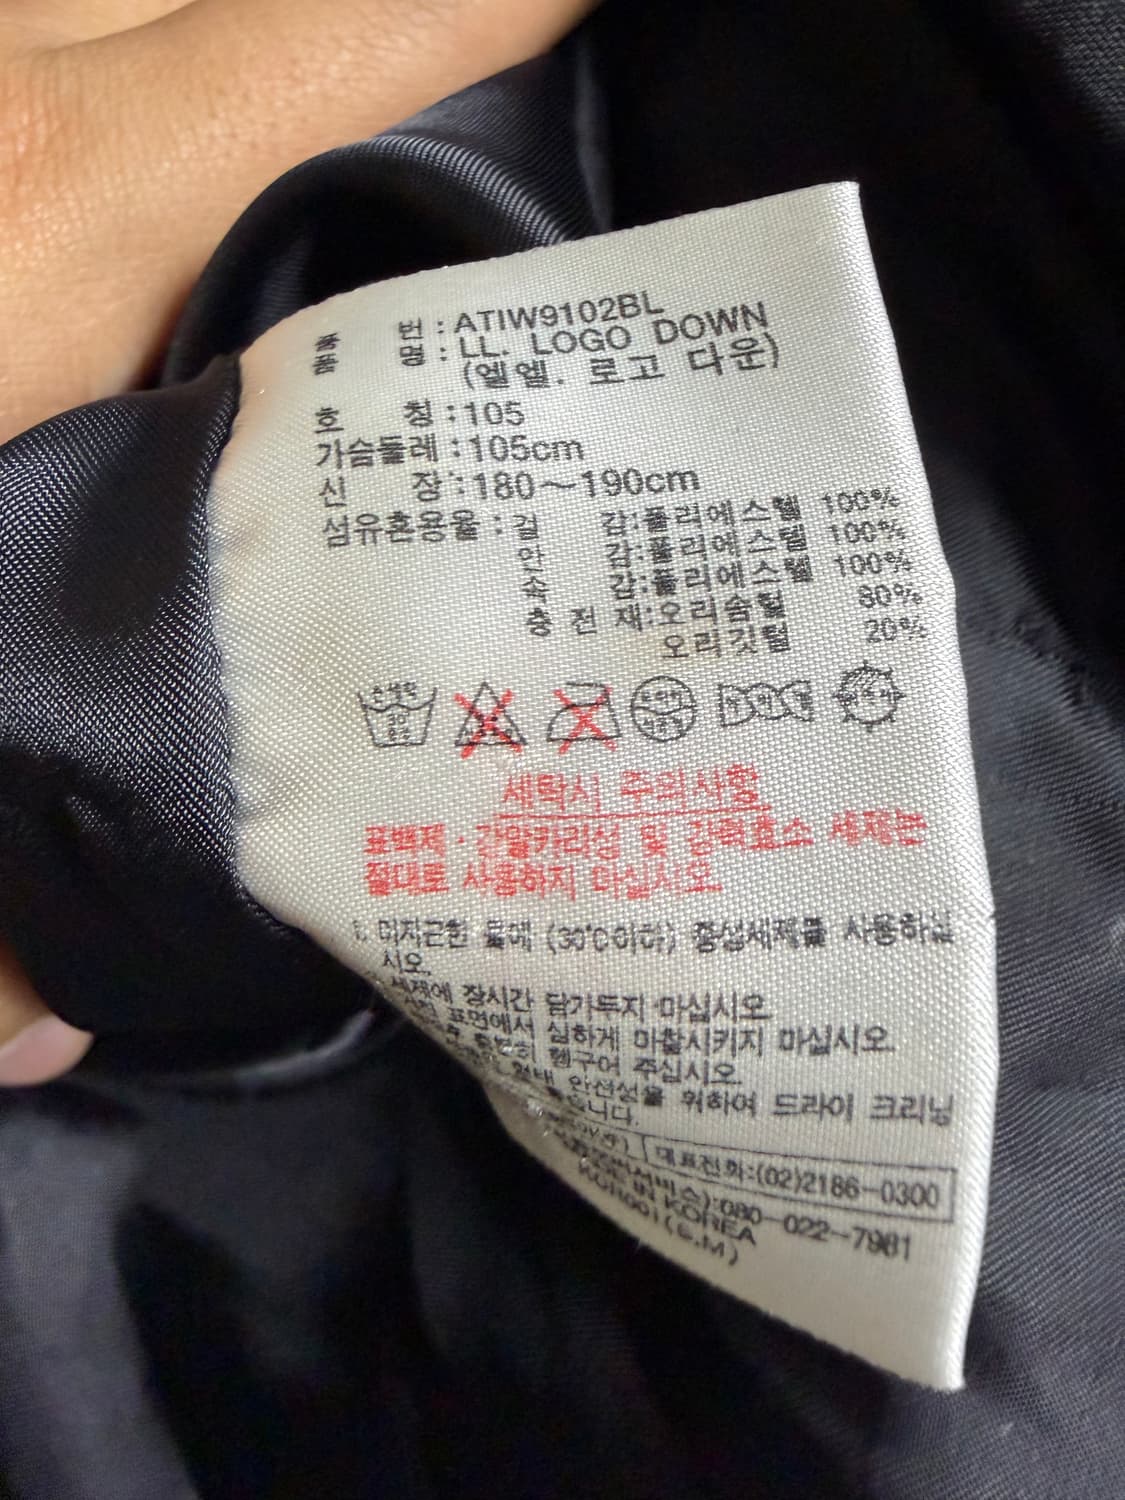 품 번 : ATIW9102BL
품 명 : LL. LOGO DOWN
(엘엘. 로고 다운)
호 칭 : 105
가슴둘레 : 105cm
신 장 : 180~190cm
섬유혼용율 : 겉 감:폴리에스텔 100%
안 감:폴리에스텔 100%
속 감:폴리에스텔 100%
충 전 재:오리솜털 80%
오리깃털 20%
세탁시 주의사항
표백제·강알카리성 및 강력효소 세제는
절대로 사용하지 마십시오.
1. 미지근한 물에 (30°C이하) 중성세제를 사용하십
시오.
세제에 장시간 담가두지 마십시오
표면에서 심하게 마찰시키지 마십시오.
헹구어 주십시오
안전성을 위하여 드라이 크리닝
대표전화:(02)2186-0300
:080-022-7981
IN KOREA
(S.M)